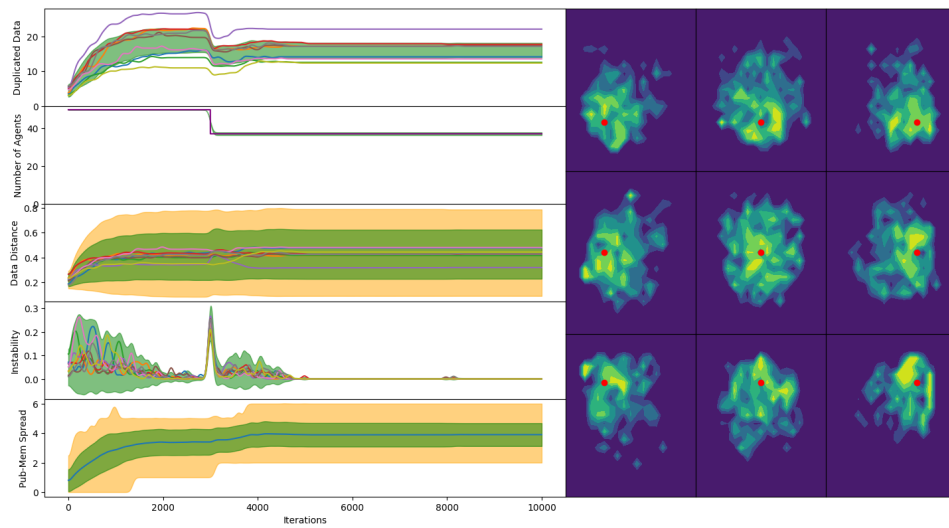 Duplicated Data
20
10
0
Number of Agents
40
20
0
Data Distance
0.8
0.6
0.4
0.2
Instability
0.3
0.2
0.1
0.0
Pub-Mem Spread
6
4
2
0
0 2000 4000 6000 8000 10000
Iterations